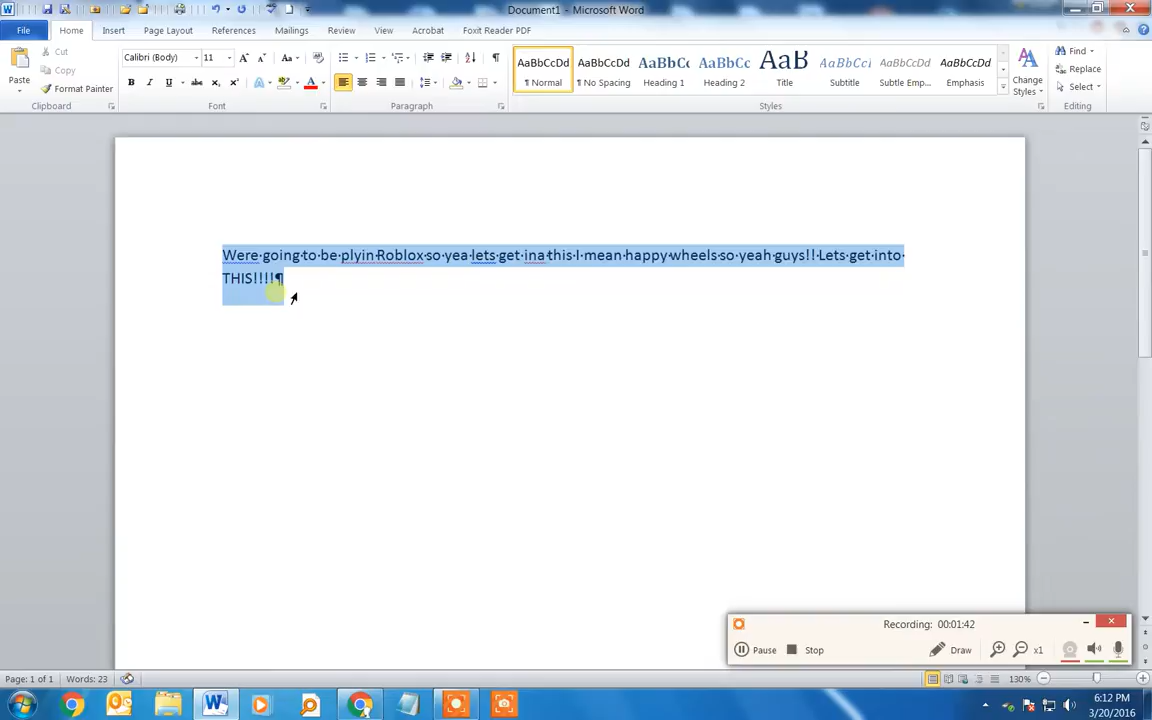 Document1 - Microsoft Word
File Home Insert Page Layout References Mailings Review View Acrobat Foxit Reader PDF
Paste Cut Copy Format Painter
Calibri (Body) 11
B I U abc x₂ x² A
Aa
AaBbCcDd AaBbCcDd AaBbCc AaBbCc AaB AaBbCcI AaBbCcDd AaBbCcDd
¶ Normal ¶ No Spacing Heading 1 Heading 2 Title Subtitle Subtle Emp... Emphasis
Change Styles
Find Replace Select
Clipboard Font Paragraph Styles Editing
Were·going·to·be·plyin·Roblox·so·yea·lets·get·ina·this·I·mean·happy·wheels·so·yeah·guys!!·Lets·get·into·
THIS!!!!¶
Recording: 00:01:42
Pause Stop Draw x1
Page: 1 of 1 Words: 23 130%
6:12 PM
3/20/2016